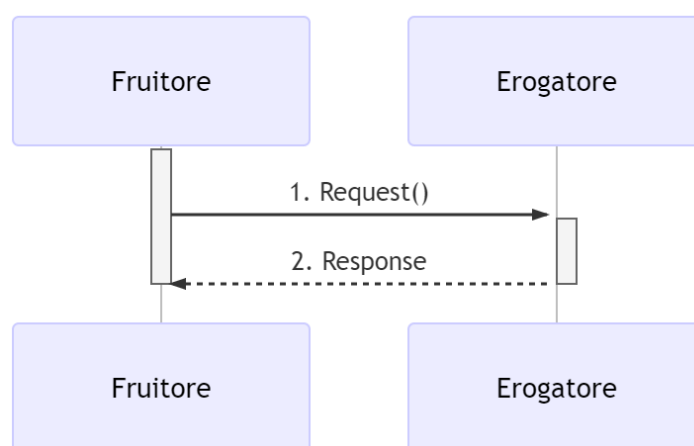 Fruitore
Erogatore
1. Request()
2. Response
Fruitore
Erogatore